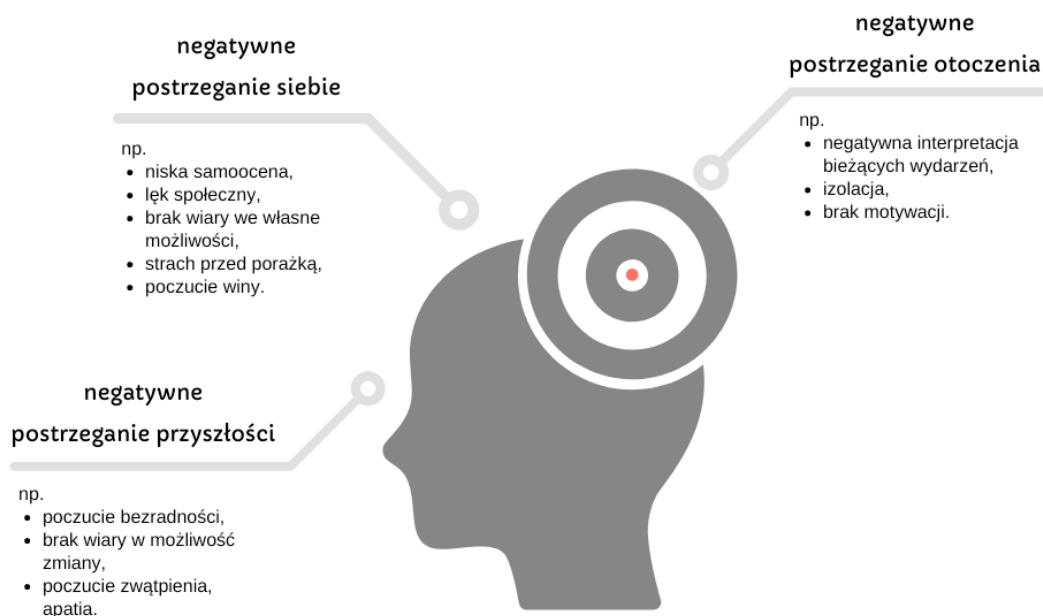 negatywne
postrzeganie siebie
np.
niska samoocena,
lęk społeczny,
brak wiary we własne
możliwości,
strach przed porażką,
poczucie winy.
negatywne
postrzeganie otoczenia
np.
negatywna interpretacja
bieżących wydarzeń,
izolacja,
brak motywacji.
negatywne
postrzeganie przyszłości
np.
poczucie bezradności,
brak wiary w możliwość
zmiany,
poczucie zwątpienia,
apatia.